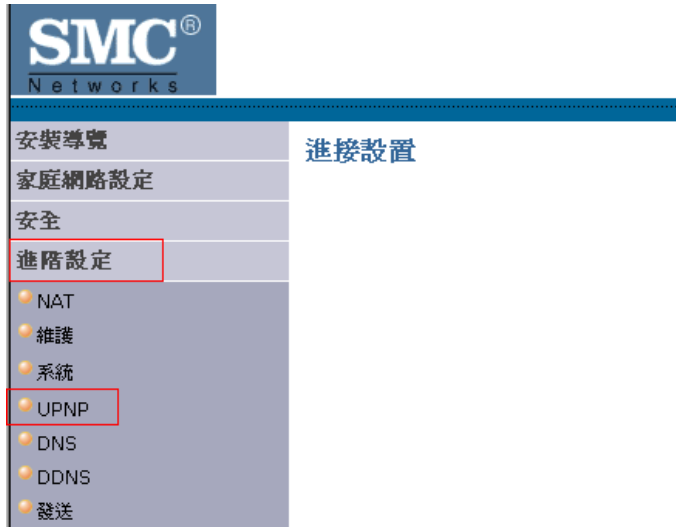 SMC®
Networks
安裝導覽
家庭網路設定
安全
進階設定
NAT
維護
系統
UPNP
DNS
DDNS
發送
進接設置